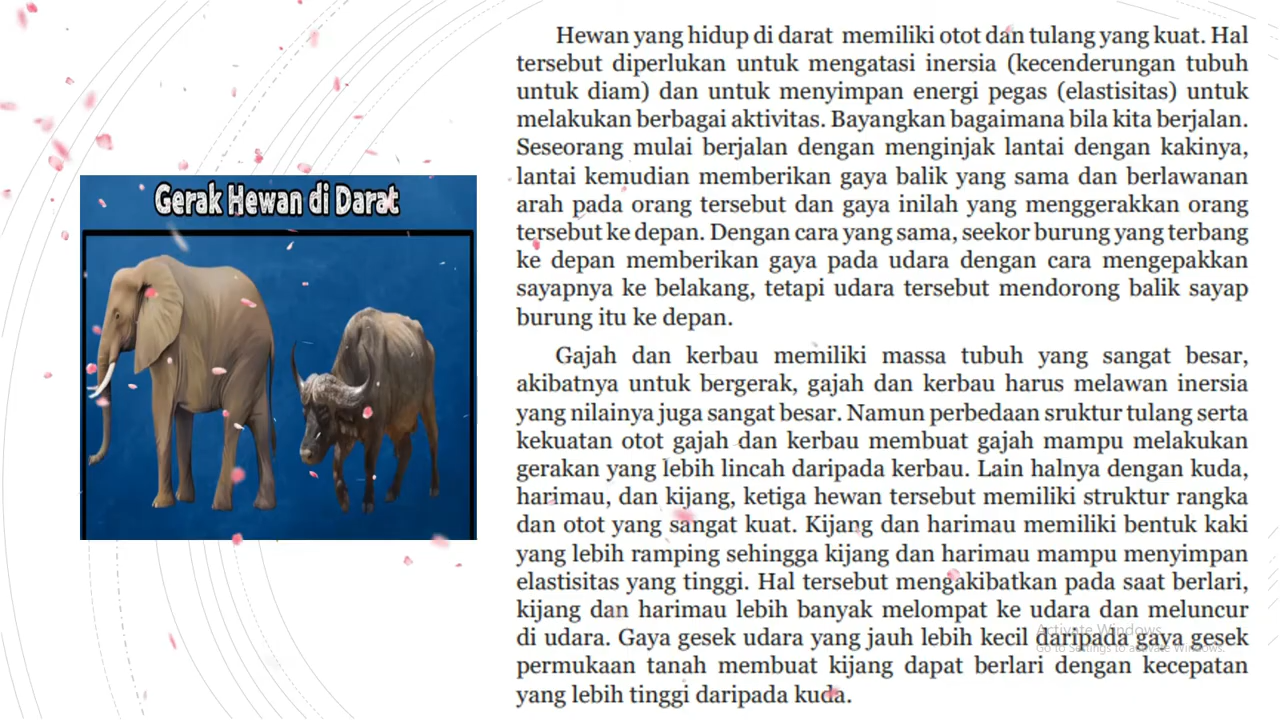 Gerak Hewan di Darat
Hewan yang hidup di darat memiliki otot dan tulang yang kuat. Hal
tersebut diperlukan untuk mengatasi inersia (kecenderungan tubuh
untuk diam) dan untuk menyimpan energi pegas (elastisitas) untuk
melakukan berbagai aktivitas. Bayangkan bagaimana bila kita berjalan.
Seseorang mulai berjalan dengan menginjak lantai dengan kakinya,
lantai kemudian memberikan gaya balik yang sama dan berlawanan
arah pada orang tersebut dan gaya inilah yang menggerakkan orang
tersebut ke depan. Dengan cara yang sama, seekor burung yang terbang
ke depan memberikan gaya pada udara dengan cara mengepakkan
sayapnya ke belakang, tetapi udara tersebut mendorong balik sayap
burung itu ke depan.
Gajah dan kerbau memiliki massa tubuh yang sangat besar,
akibatnya untuk bergerak, gajah dan kerbau harus melawan inersia
yang nilainya juga sangat besar. Namun perbedaan sruktur tulang serta
kekuatan otot gajah dan kerbau membuat gajah mampu melakukan
gerakan yang lebih lincah daripada kerbau. Lain halnya dengan kuda,
harimau, dan kijang, ketiga hewan tersebut memiliki struktur rangka
dan otot yang sangat kuat. Kijang dan harimau memiliki bentuk kaki
yang lebih ramping sehingga kijang dan harimau mampu menyimpan
elastisitas yang tinggi. Hal tersebut mengakibatkan pada saat berlari,
kijang dan harimau lebih banyak melompat ke udara dan meluncur
di udara. Gaya gesek udara yang jauh lebih kecil daripada gaya gesek
permukaan tanah membuat kijang dapat berlari dengan kecepatan
yang lebih tinggi daripada kuda.
Activate Windows
Go to Settings to activate Windows.